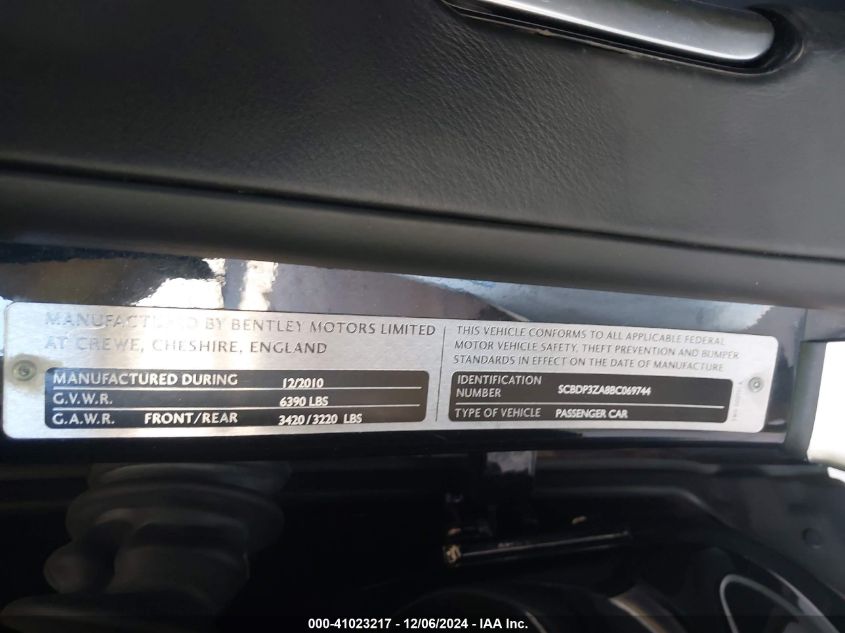 MANUFACTURED BY BENTLEY MOTORS LIMITED
AT CREWE, CHESHIRE, ENGLAND
MANUFACTURED DURING 12/2010
G.V.W.R. 6390 LBS
G.A.W.R. FRONT/REAR 3420/3220 LBS
THIS VEHICLE CONFORMS TO ALL APPLICABLE FEDERAL
MOTOR VEHICLE SAFETY, THEFT PREVENTION AND BUMPER
STANDARDS IN EFFECT ON THE DATE OF MANUFACTURE
IDENTIFICATION
NUMBER SCBDP3ZA8BC069744
TYPE OF VEHICLE PASSENGER CAR
000-41023217 - 12/06/2024 - IAA Inc.